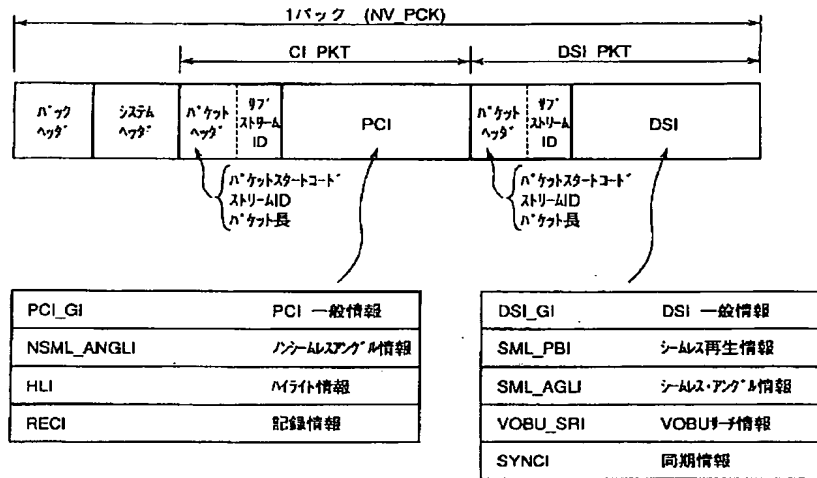 1パック (NV_PCK)
CI PKT
DSI PKT
パック
ヘッダ
システム
ヘッダ
パケット
ヘッダ
サブ
ストリーム
ID
PCI
パケット
ヘッダ
サブ
ストリーム
ID
DSI
パケットスタートコード
ストリームID
パケット長
パケットスタートコード
ストリームID
パケット長
PCI_GI PCI 一般情報
NSML_ANGLI ノンシームレスアングル情報
HLI ハイライト情報
RECI 記録情報
DSI_GI DSI 一般情報
SML_PBI シームレス再生情報
SML_AGLI シームレス・アングル情報
VOBU_SRI VOBUサーチ情報
SYNCI 同期情報